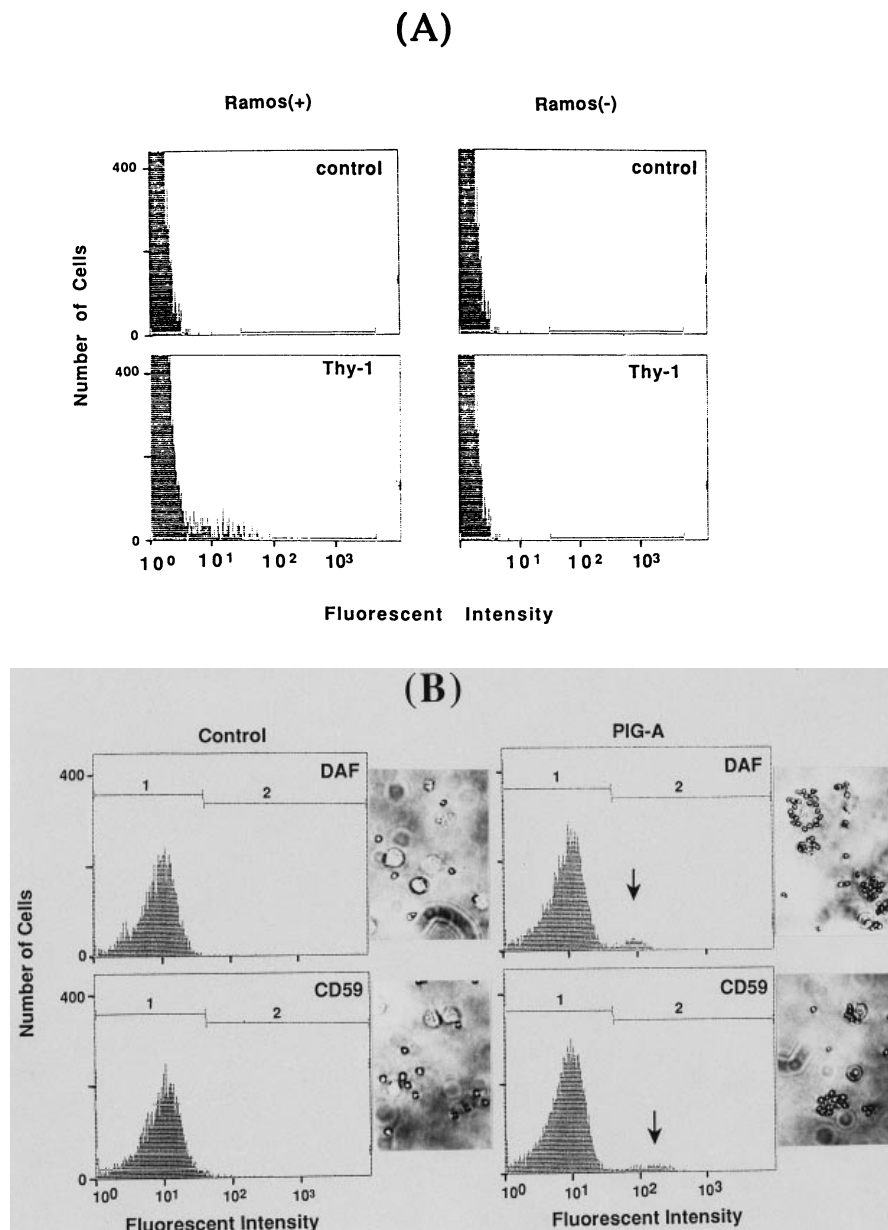 (A)
Ramos(+)
Ramos(-)
control
control
400
0
Thy-1
Thy-1
400
0
10⁰ 10¹ 10² 10³
10¹ 10² 10³
Number of Cells
Fluorescent Intensity
(B)
Control
PIG-A
DAF
DAF
400
1
2
1
2
0
CD59
CD59
400
1
2
1
2
0
10⁰ 10¹ 10² 10³
10⁰ 10¹ 10² 10³
Number of Cells
Fluorescent Intensity
Fluorescent Intensity